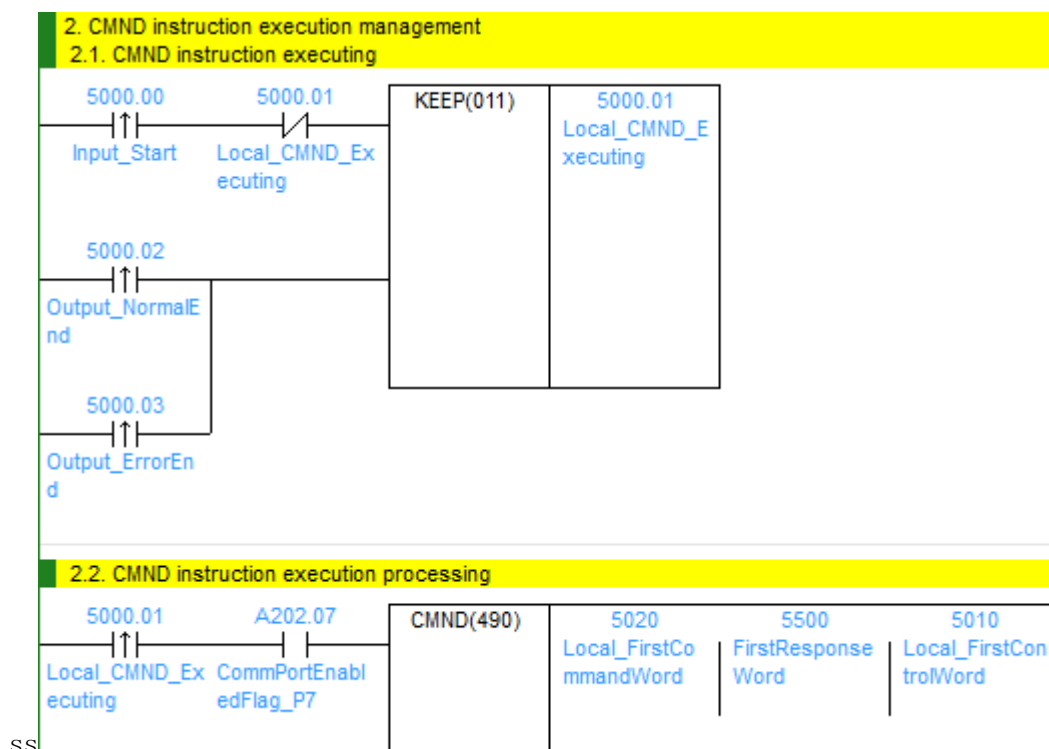 2. CMND instruction execution management
2.1. CMND instruction executing
5000.00 5000.01 KEEP(011) 5000.01
Input_Start Local_CMND_Ex Local_CMND_E
ecuting xecuting
5000.02
Output_NormalE
nd
5000.03
Output_ErrorEn
d
2.2. CMND instruction execution processing
5000.01 A202.07 CMND(490) 5020 5500 5010
Local_CMND_Ex CommPortEnabl Local_FirstCo FirstResponse Local_FirstCon
ecuting edFlag_P7 mmandWord Word trolWord
ss